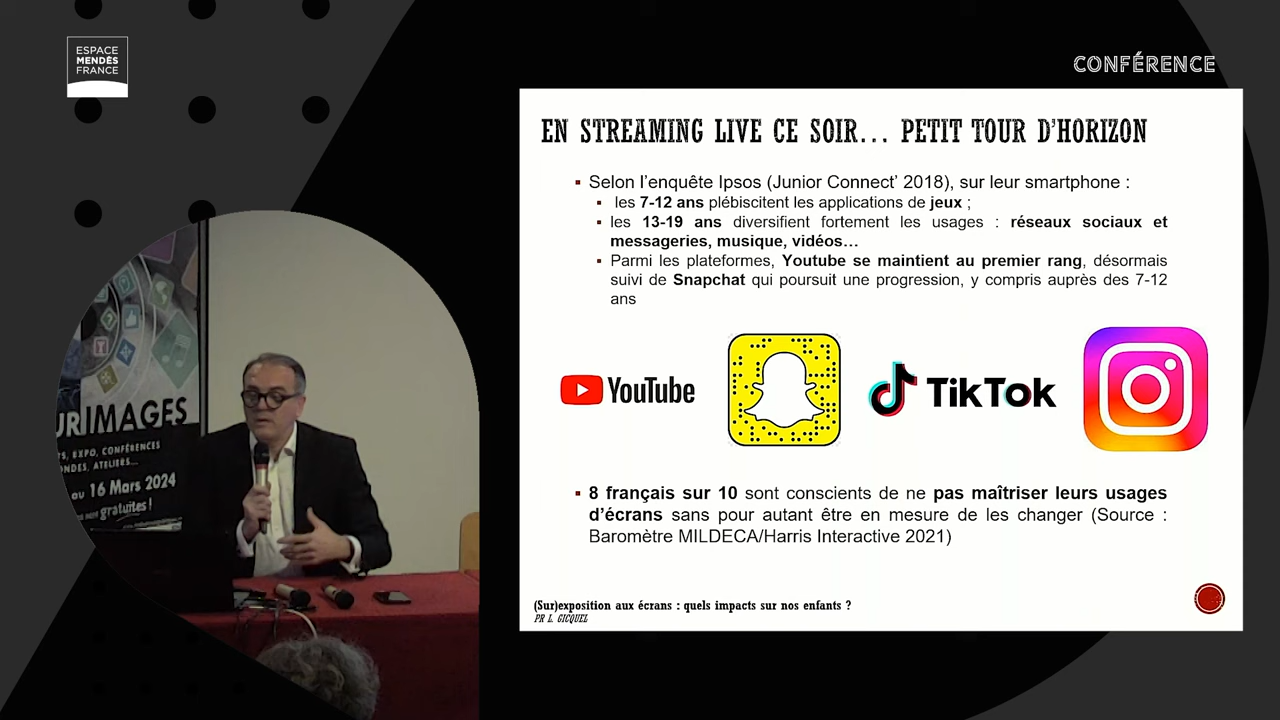 ESPACE
MENDÈS
FRANCE
CONFÉRENCE
EN STREAMING LIVE CE SOIR... PETIT TOUR D'HORIZON
▪ Selon l'enquête Ipsos (Junior Connect' 2018), sur leur smartphone :
▪ les 7-12 ans plébiscitent les applications de jeux ;
▪ les 13-19 ans diversifient fortement les usages : réseaux sociaux et
messageries, musique, vidéos...
▪ Parmi les plateformes, Youtube se maintient au premier rang, désormais
suivi de Snapchat qui poursuit une progression, y compris auprès des 7-12
ans
YouTube
TikTok
▪ 8 français sur 10 sont conscients de ne pas maîtriser leurs usages
d'écrans sans pour autant être en mesure de les changer (Source :
Baromètre MILDECA/Harris Interactive 2021)
(Sur)exposition aux écrans : quels impacts sur nos enfants ?
PR L. GICQUEL
UR IMAGES
S, EXPO, CONFÉRENCES
ONDES, ATELIERS...
au 16 Mars 2024
gratuites !